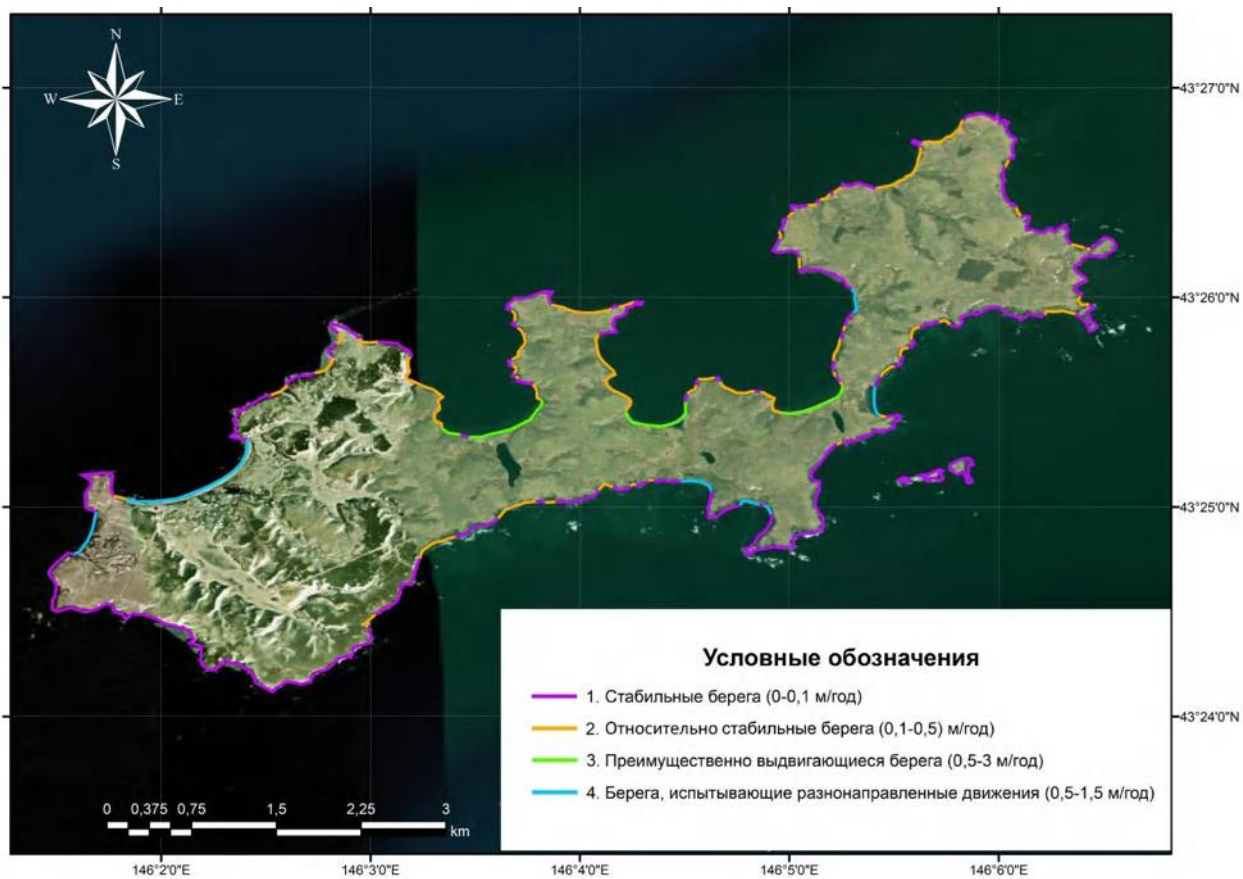 N
W E
S
43°27'0"N
43°26'0"N
43°25'0"N
43°24'0"N
Условные обозначения
1. Стабильные берега (0-0,1 м/год)
2. Относительно стабильные берега (0,1-0,5) м/год)
3. Преимущественно выдвигающиеся берега (0,5-3 м/год)
4. Берега, испытывающие разнонаправленные движения (0,5-1,5 м/год)
0 0,375 0,75 1,5 2,25 3
km
146°2'0"E 146°3'0"E 146°4'0"E 146°5'0"E 146°6'0"E